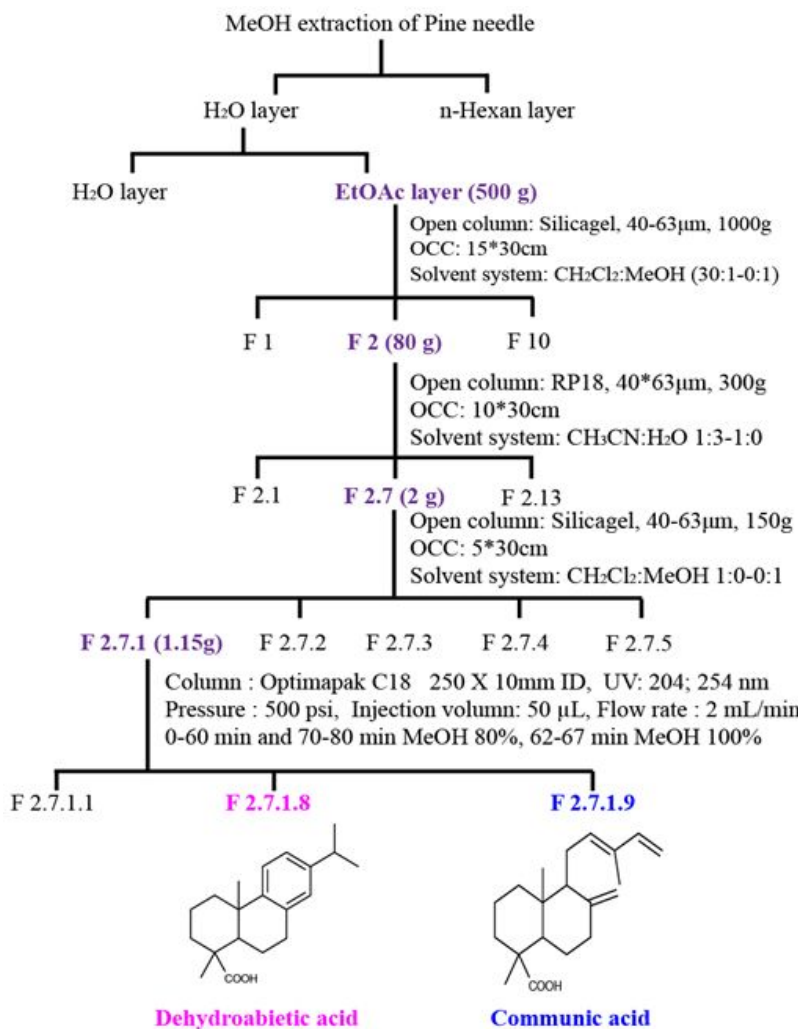 MeOH extraction of Pine needle
H₂O layer
n-Hexan layer
H₂O layer
EtOAc layer (500 g)
Open column: Silicagel, 40-63μm, 1000g
OCC: 15*30cm
Solvent system: CH₂Cl₂:MeOH (30:1-0:1)
F 1
F 2 (80 g)
F 10
Open column: RP18, 40*63μm, 300g
OCC: 10*30cm
Solvent system: CH₃CN:H₂O 1:3-1:0
F 2.1
F 2.7 (2 g)
F 2.13
Open column: Silicagel, 40-63μm, 150g
OCC: 5*30cm
Solvent system: CH₂Cl₂:MeOH 1:0-0:1
F 2.7.1 (1.15g)
F 2.7.2
F 2.7.3
F 2.7.4
F 2.7.5
Column : Optimapak C18 250 X 10mm ID, UV: 204; 254 nm
Pressure : 500 psi, Injection volumn: 50 μL, Flow rate : 2 mL/min
0-60 min and 70-80 min MeOH 80%, 62-67 min MeOH 100%
F 2.7.1.1
F 2.7.1.8
F 2.7.1.9
COOH
COOH
Dehydroabietic acid
Communic acid